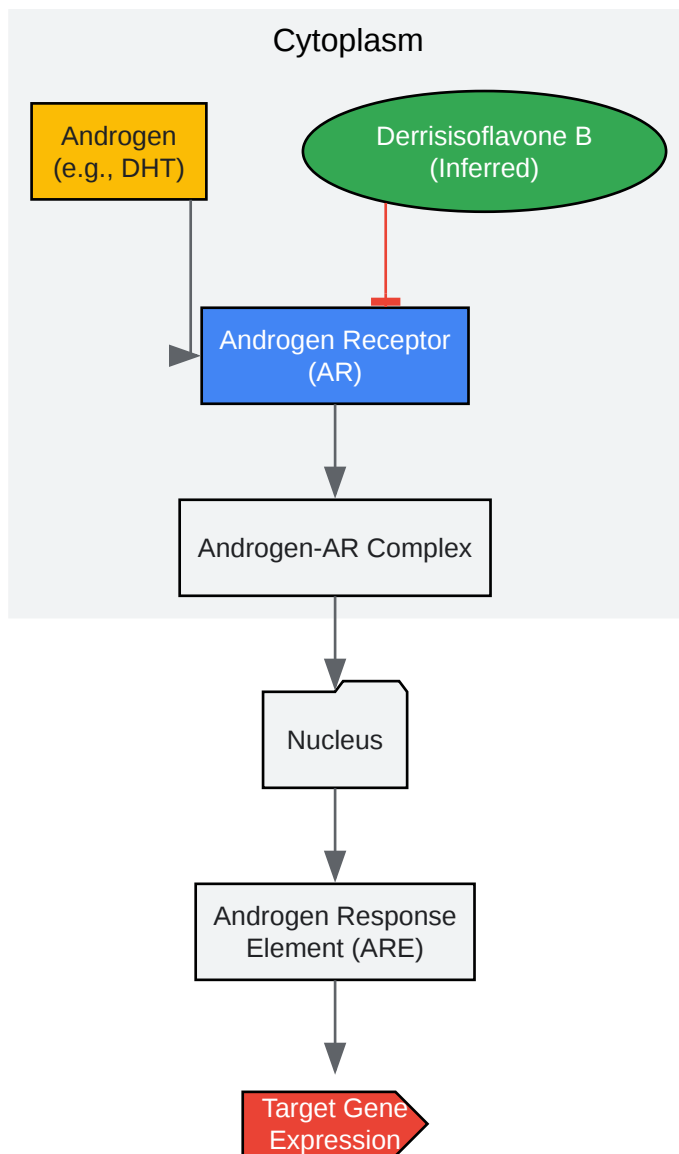 Cytoplasm
Androgen
(e.g., DHT)
Derrisisoflavone B
(Inferred)
Androgen Receptor
(AR)
Androgen-AR Complex
Nucleus
Androgen Response
Element (ARE)
Target Gene
Expression